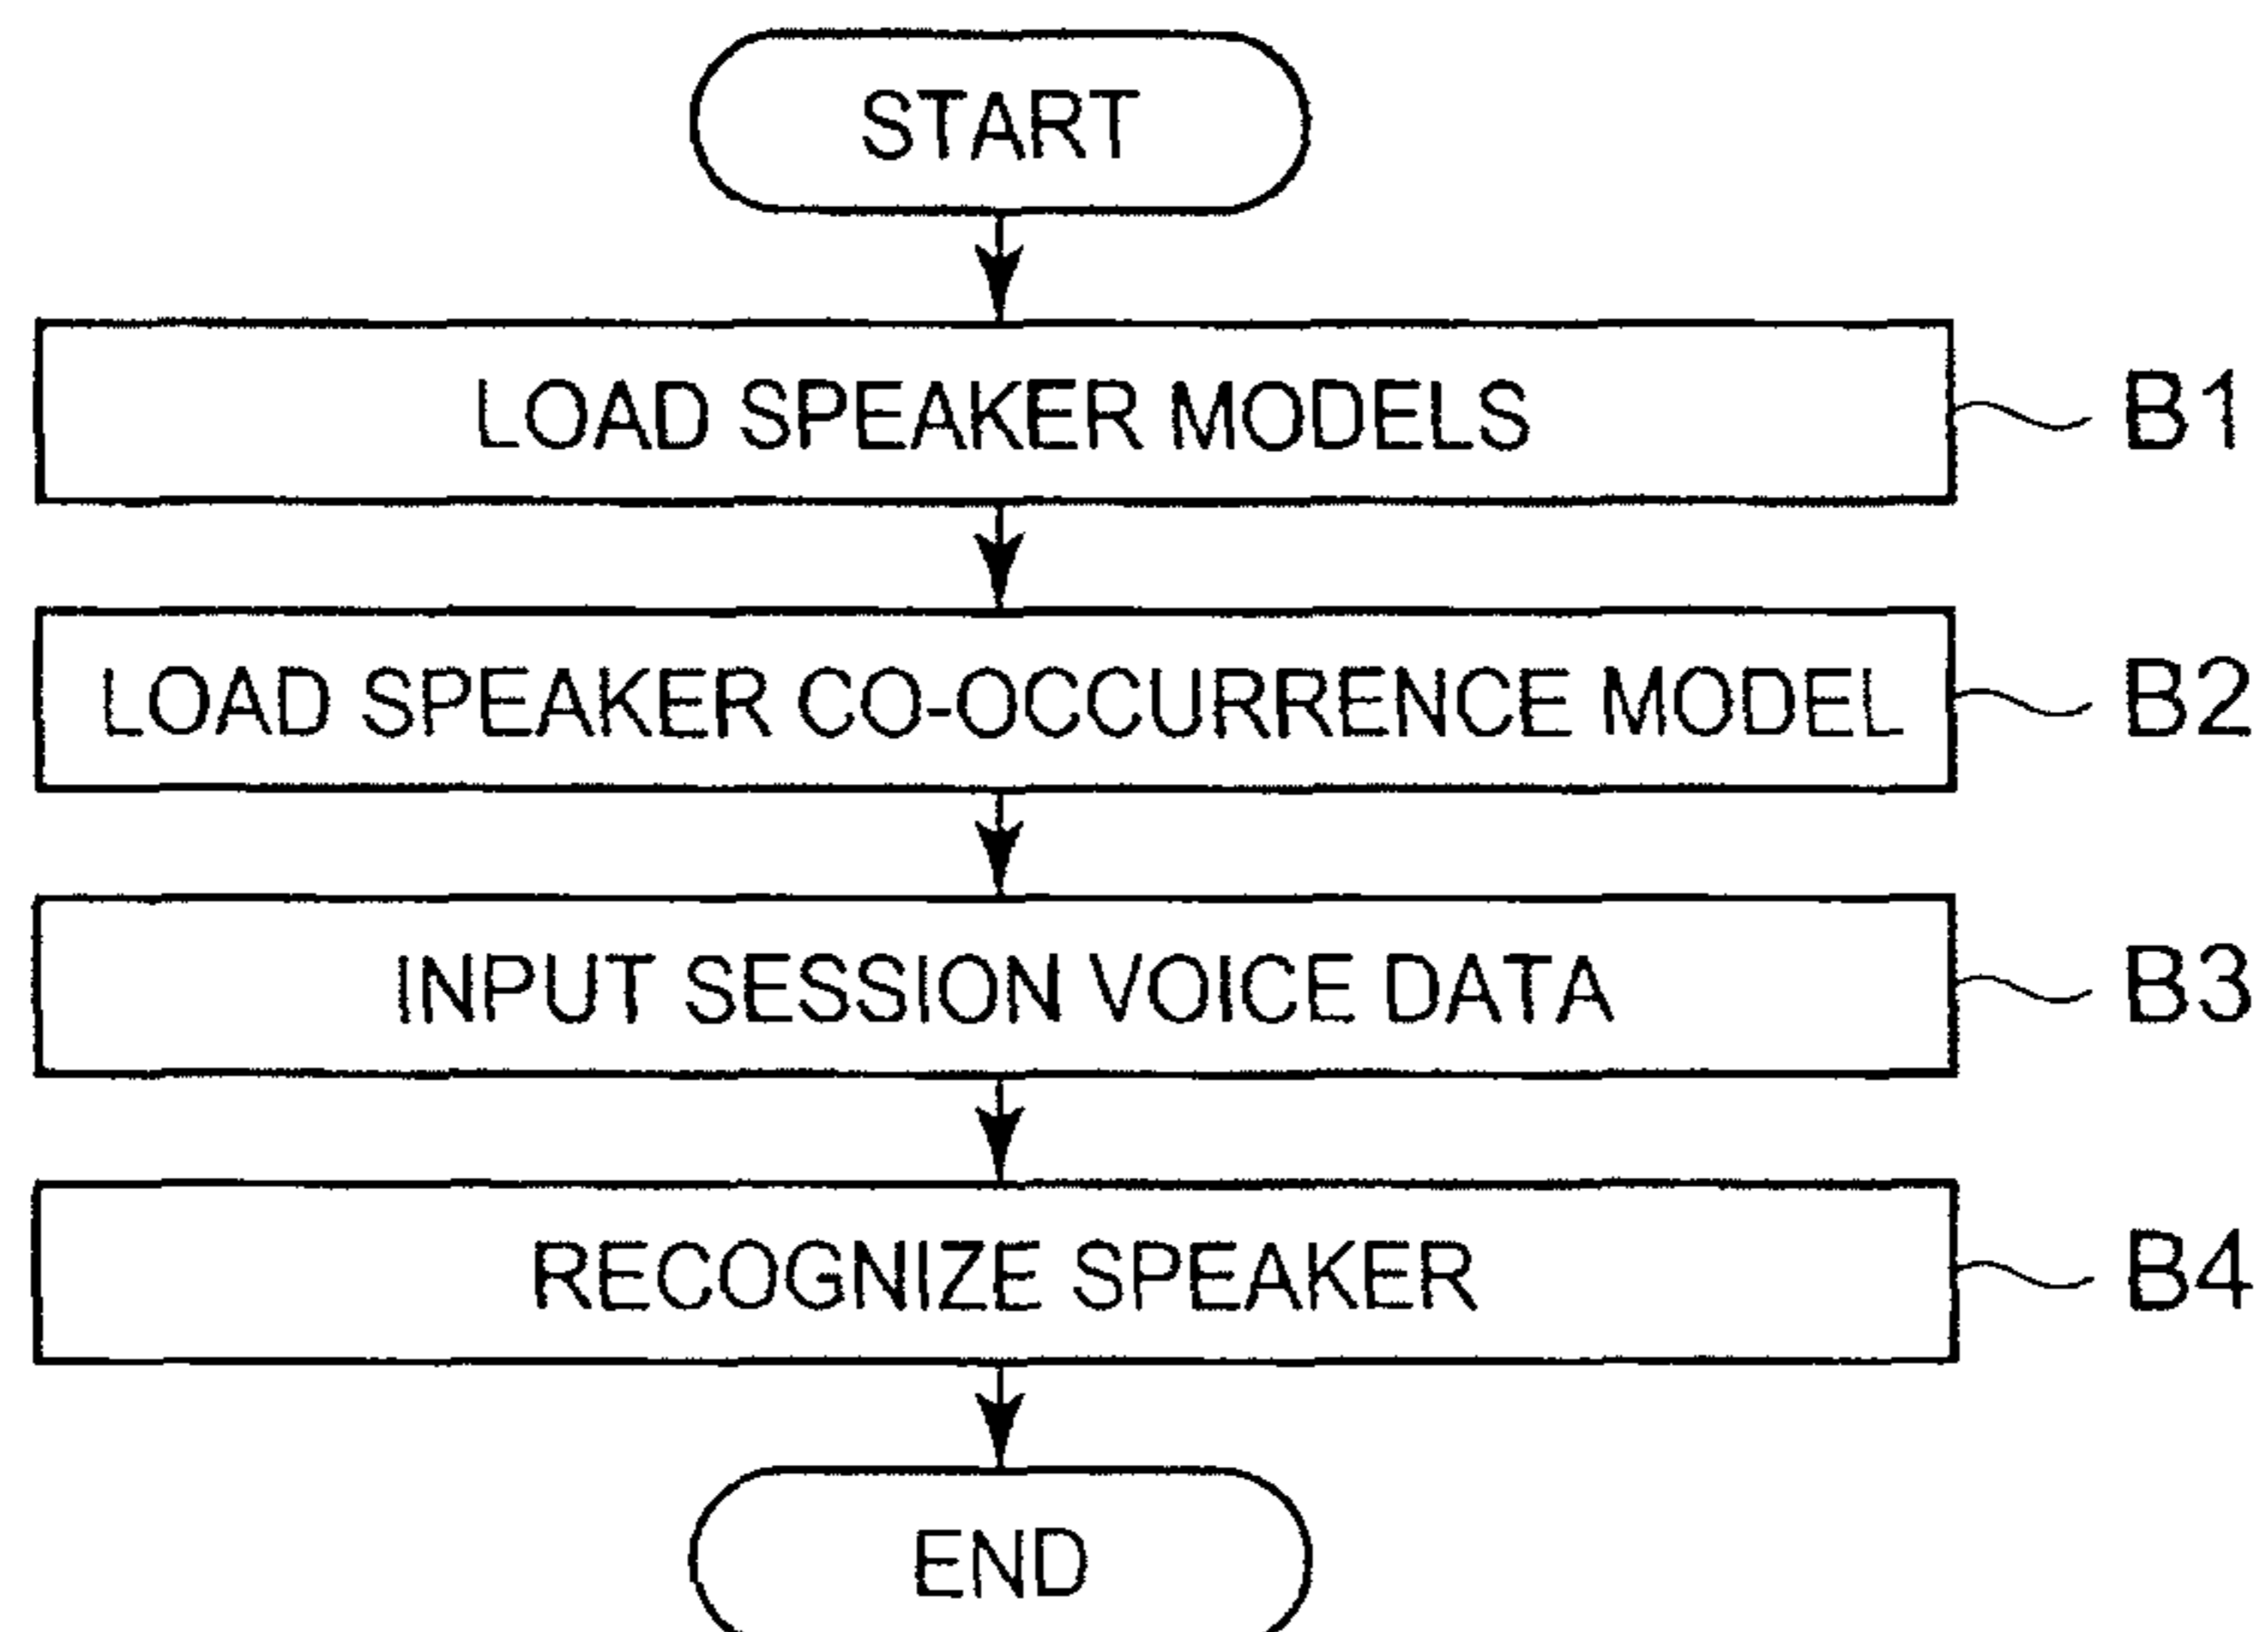 START
LOAD SPEAKER MODELS B1
LOAD SPEAKER CO-OCCURRENCE MODEL B2
INPUT SESSION VOICE DATA B3
RECOGNIZE SPEAKER B4
END